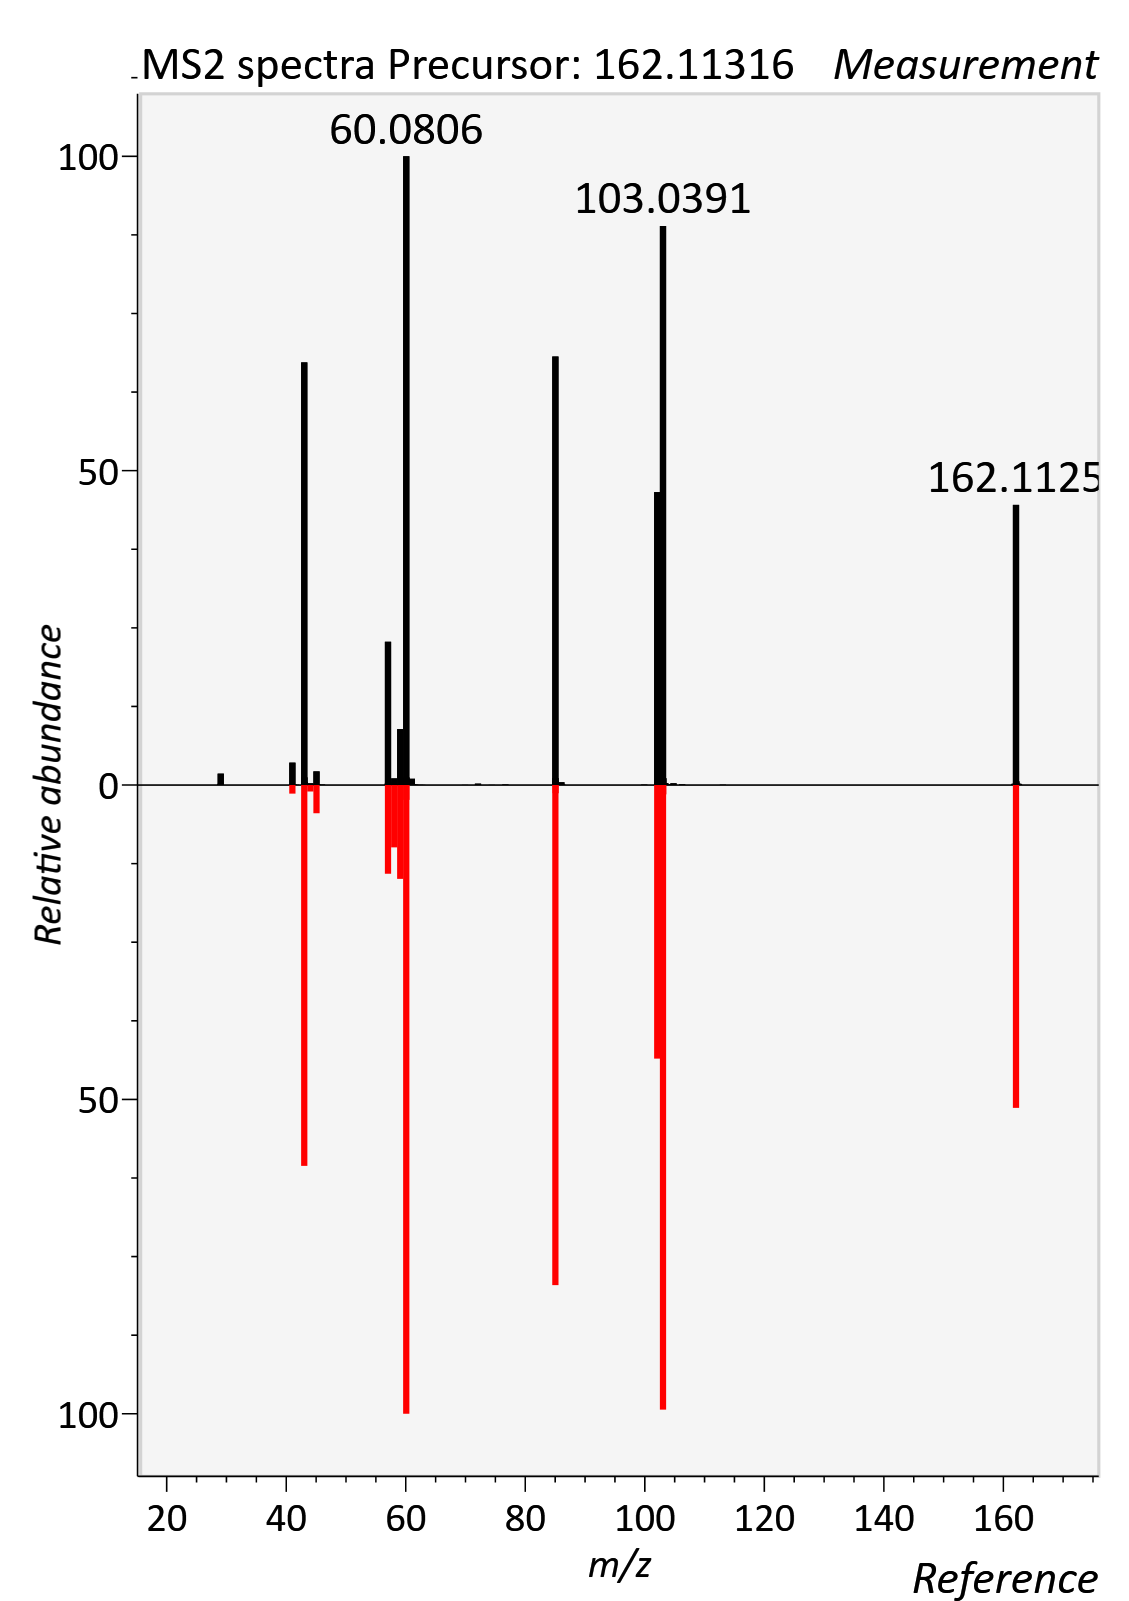 MS2 spectra Precursor: 162.11316 Measurement
60.0806
100
103.0391
50
162.1125
Relative abundance
0
50
100
20 40 60 80 100 120 140 160
m/z
Reference